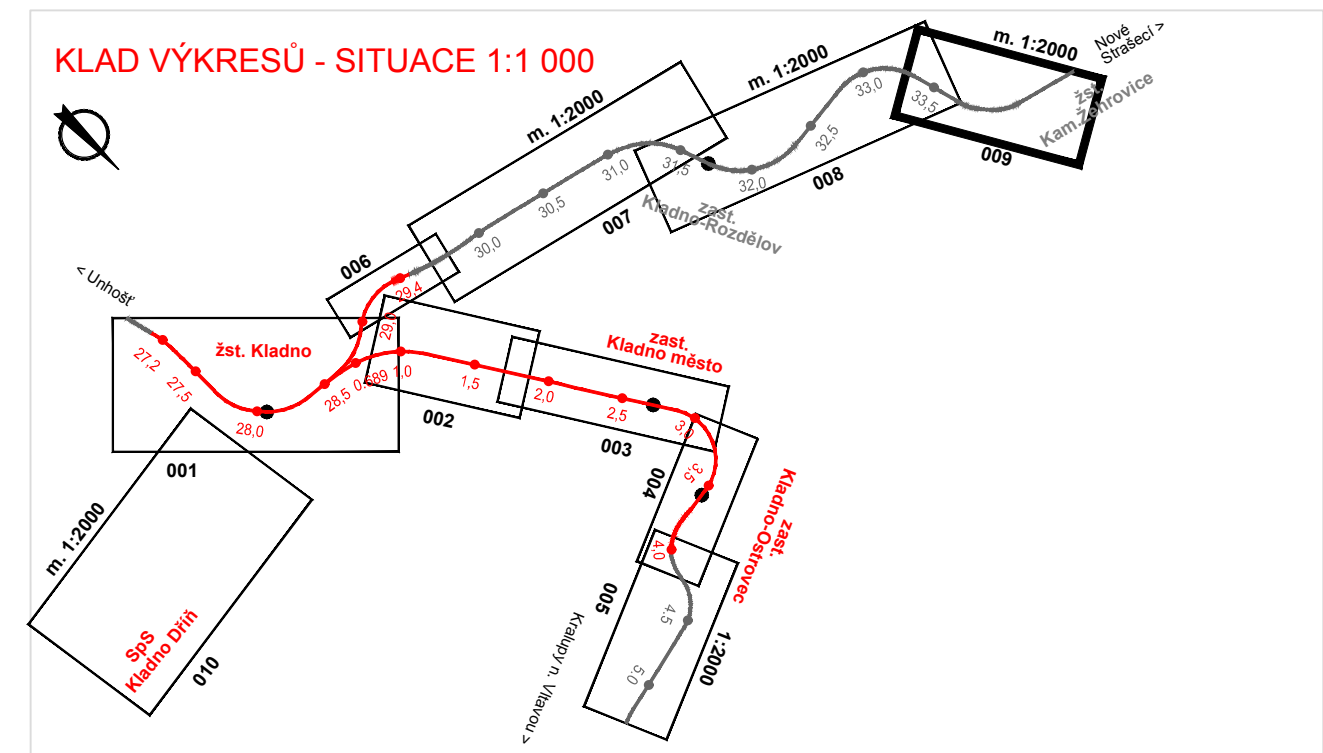 KLAD VÝKRESŮ - SITUACE 1:1 000
m. 1:2000
Nové
Strašecí >
m. 1:2000
m. 1:2000
33,0
33,5
žst.
Kam.Žehrovice
009
32,5
31,0
31,5
32,0
008
30,5
zast.
Kladno-Rozdělov
007
30,0
006
< Unhošť
29,4
29,0
žst. Kladno
zast.
Kladno město
27,2
27,5
28,0
28,5
0.689
1,0
1,5
2,0
2,5
3,0
001
002
003
004
3,5
zast.
Kladno-Ostrovec
m. 1:2000
4,0
005
4.5
Kralupy n. Vltavou >
1:2000
5.0
SpS
Kladno Dříň
010